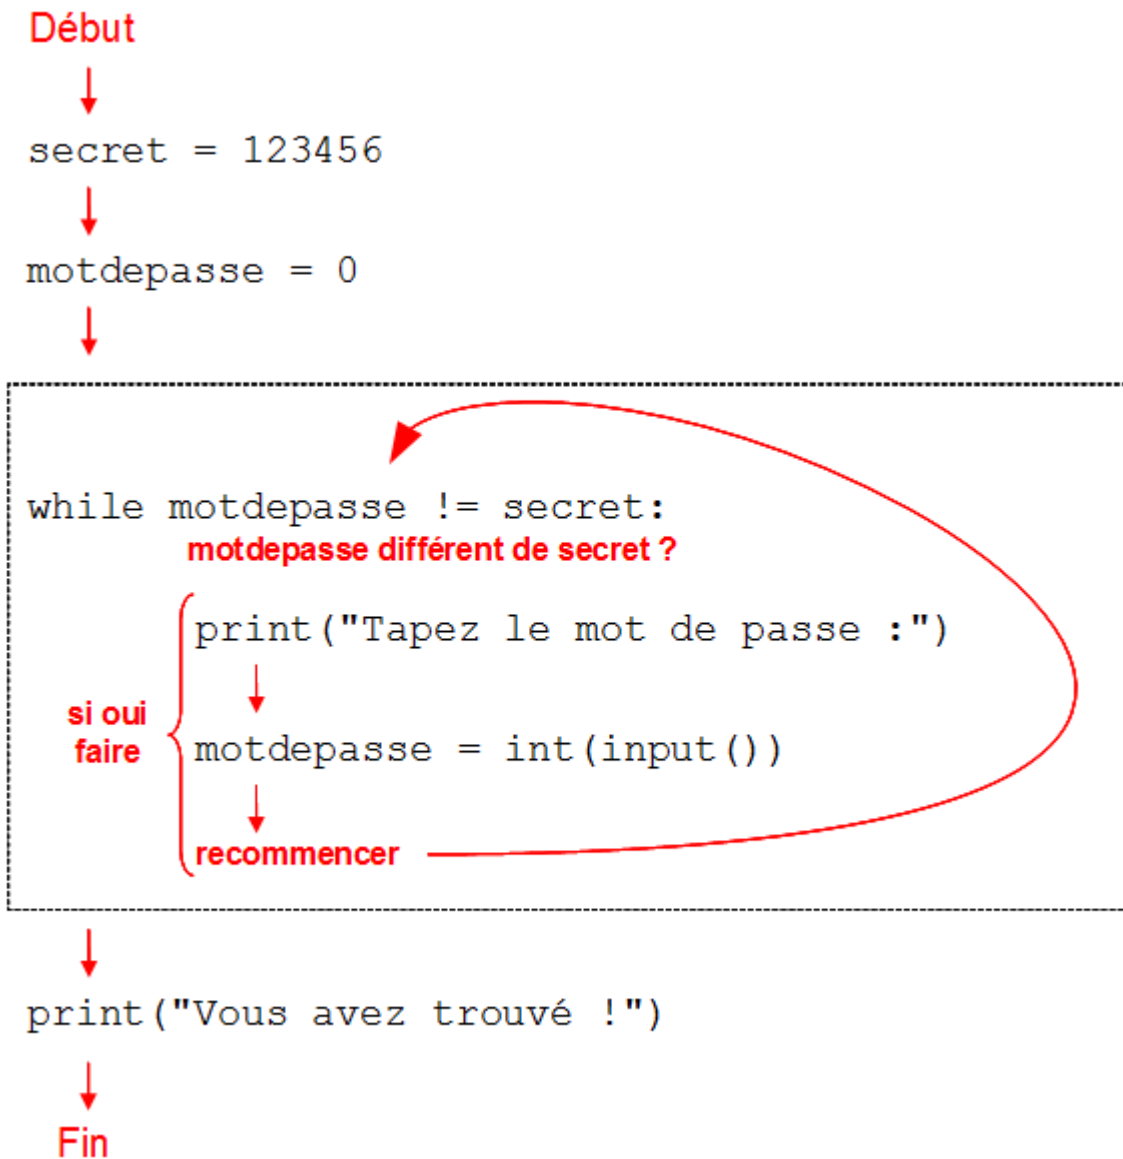 Début
secret = 123456
motdepasse = 0
while motdepasse != secret:
motdepasse différent de secret ?
print("Tapez le mot de passe :")
si oui
faire
motdepasse = int(input())
recommencer
print("Vous avez trouvé !")
Fin